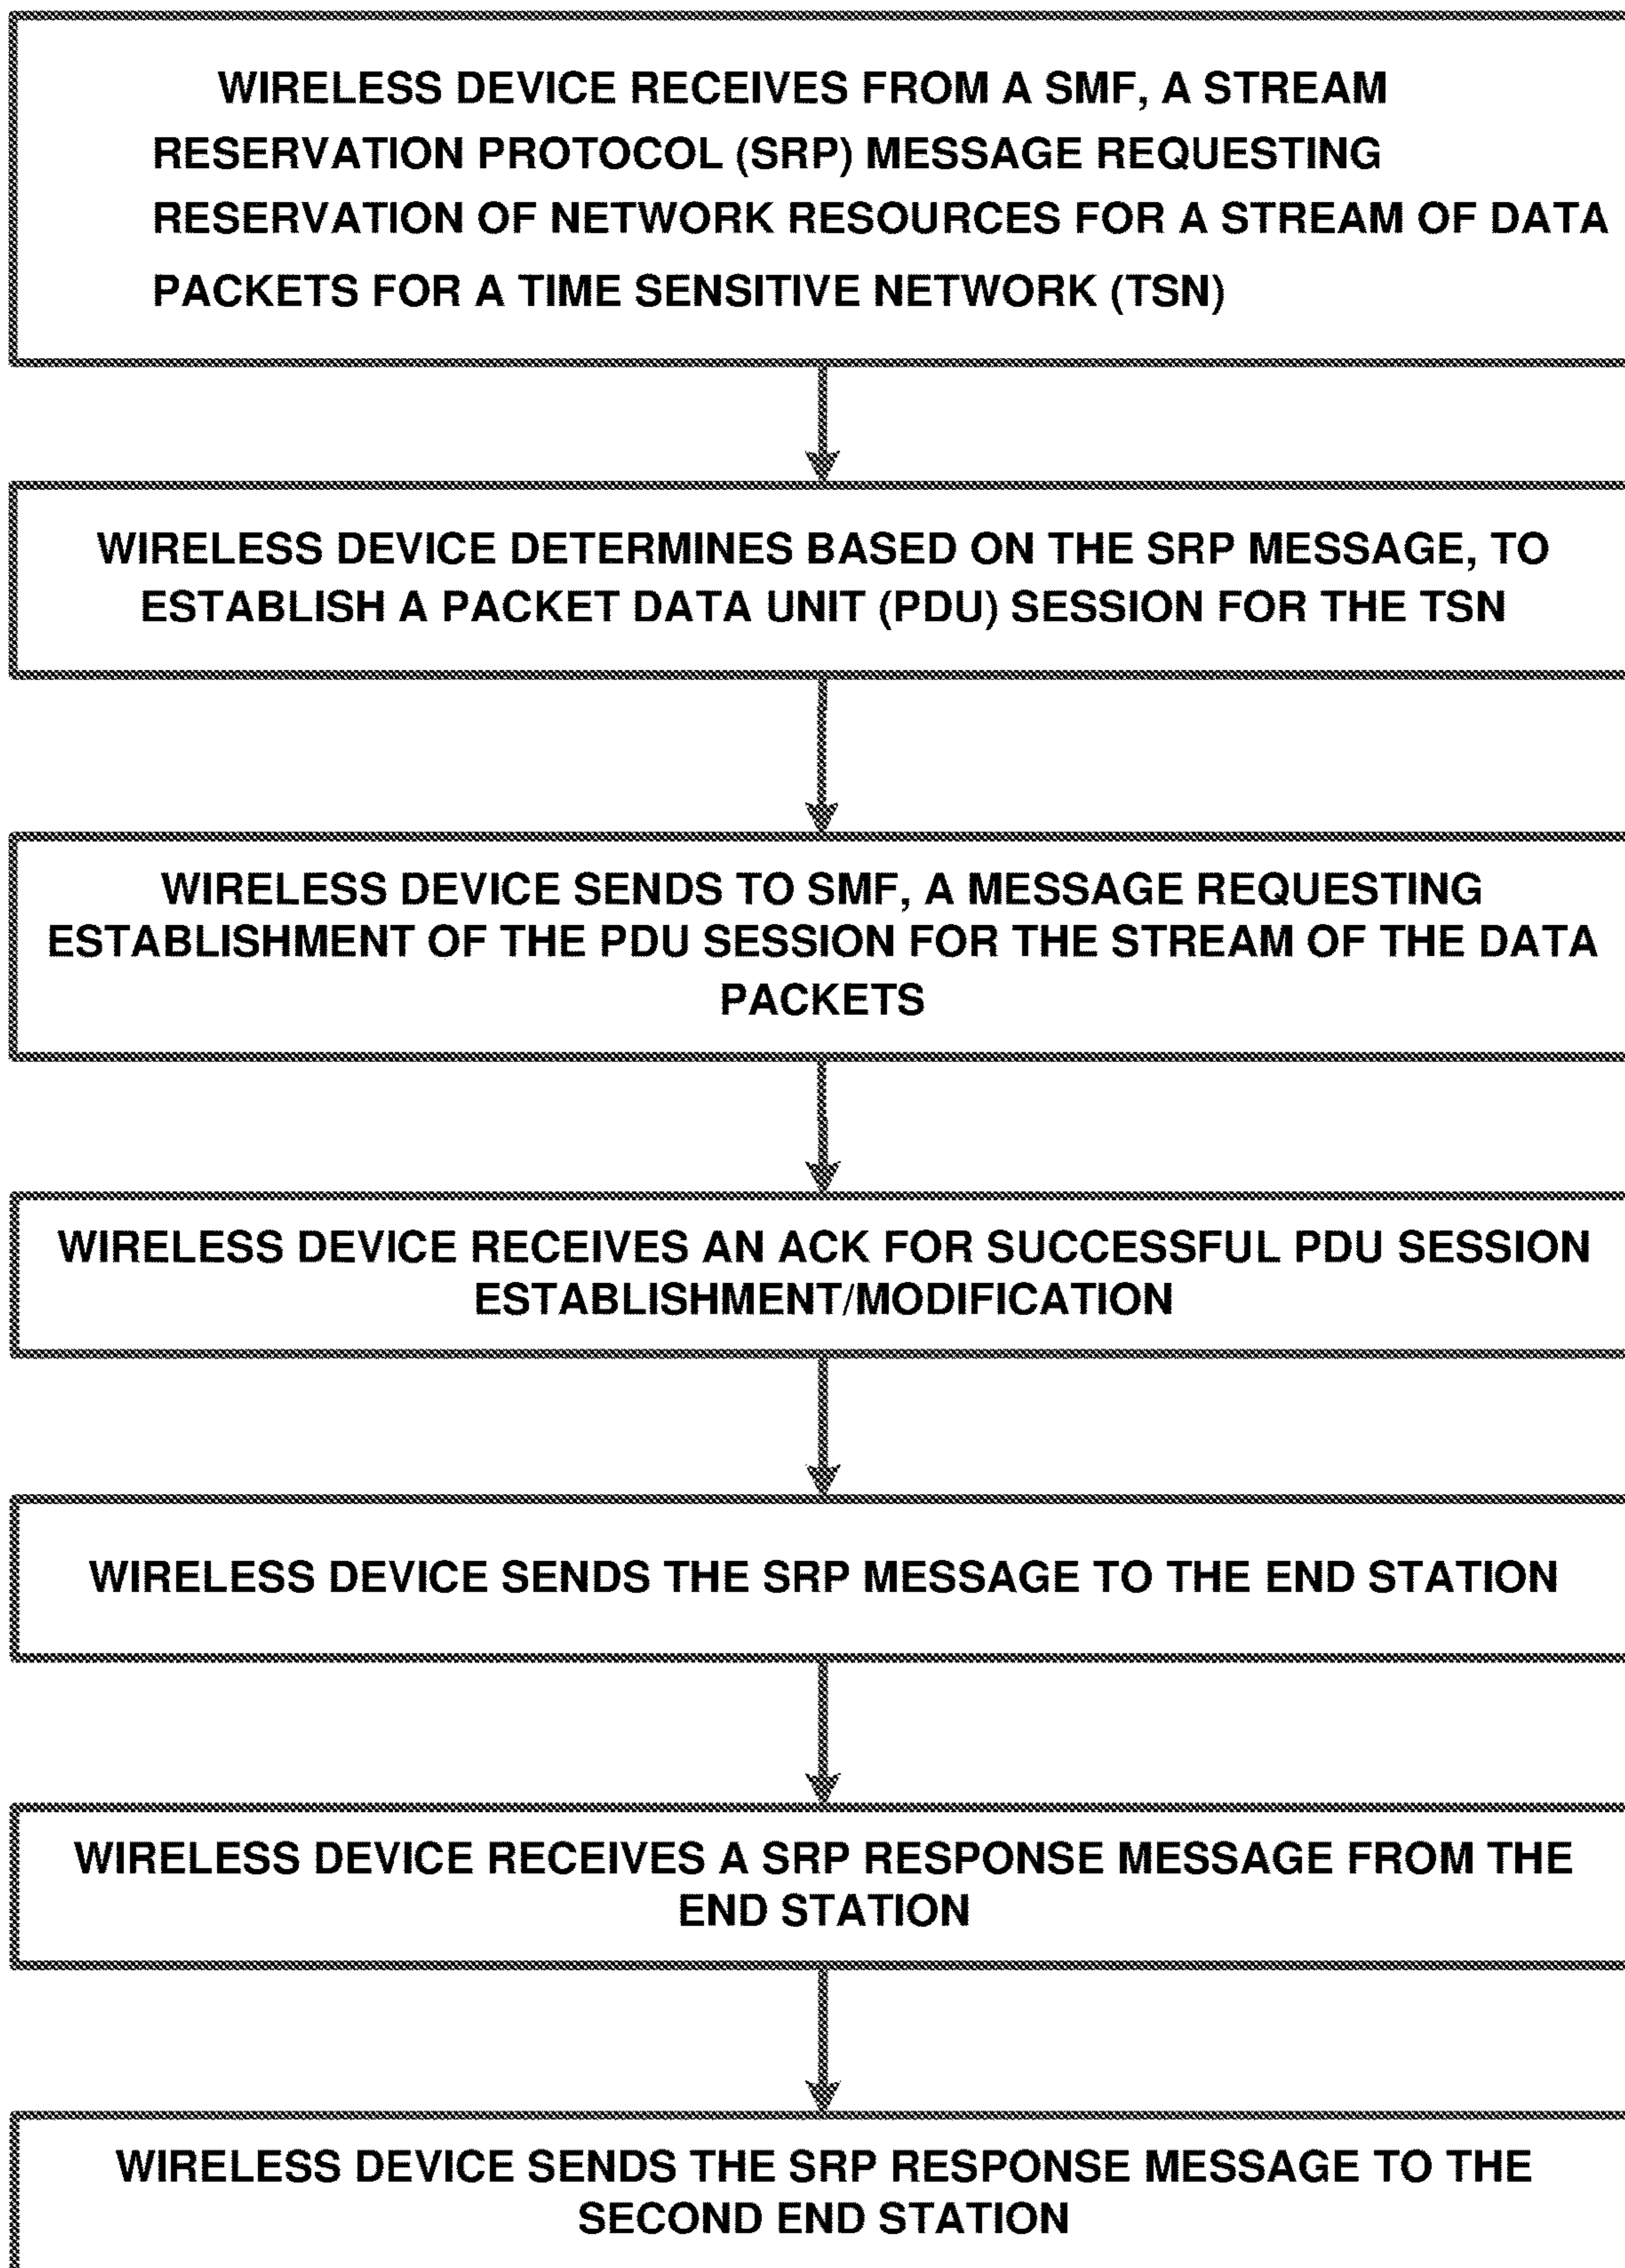 WIRELESS DEVICE RECEIVES FROM A SMF, A STREAM
RESERVATION PROTOCOL (SRP) MESSAGE REQUESTING
RESERVATION OF NETWORK RESOURCES FOR A STREAM OF DATA
PACKETS FOR A TIME SENSITIVE NETWORK (TSN)
WIRELESS DEVICE DETERMINES BASED ON THE SRP MESSAGE, TO
ESTABLISH A PACKET DATA UNIT (PDU) SESSION FOR THE TSN
WIRELESS DEVICE SENDS TO SMF, A MESSAGE REQUESTING
ESTABLISHMENT OF THE PDU SESSION FOR THE STREAM OF THE DATA
PACKETS
WIRELESS DEVICE RECEIVES AN ACK FOR SUCCESSFUL PDU SESSION
ESTABLISHMENT/MODIFICATION
WIRELESS DEVICE SENDS THE SRP MESSAGE TO THE END STATION
WIRELESS DEVICE RECEIVES A SRP RESPONSE MESSAGE FROM THE
END STATION
WIRELESS DEVICE SENDS THE SRP RESPONSE MESSAGE TO THE
SECOND END STATION